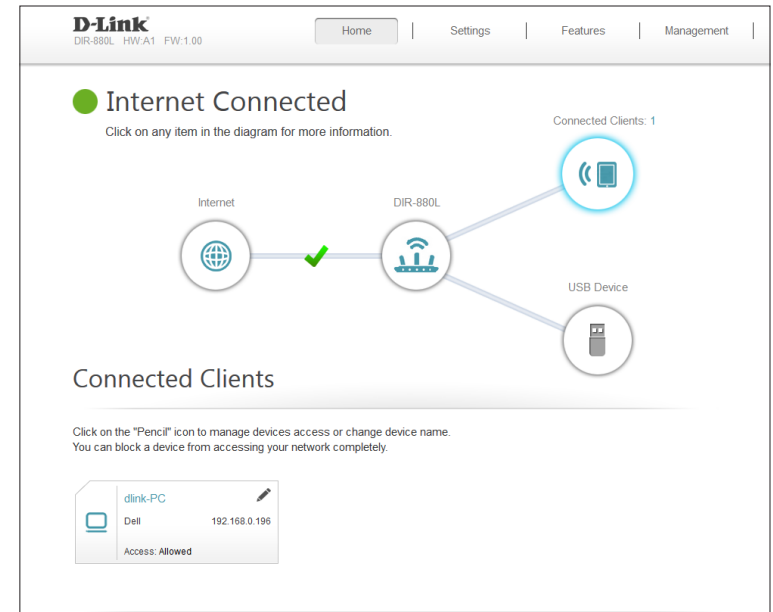 D-Link
DIR-880L HW:A1 FW:1.00
Home
Settings
Features
Management
Internet Connected
Click on any item in the diagram for more information.
Connected Clients: 1
Internet
DIR-880L
USB Device
Connected Clients
Click on the "Pencil" icon to manage devices access or change device name.
You can block a device from accessing your network completely.
dlink-PC
Dell 192.168.0.196
Access: Allowed